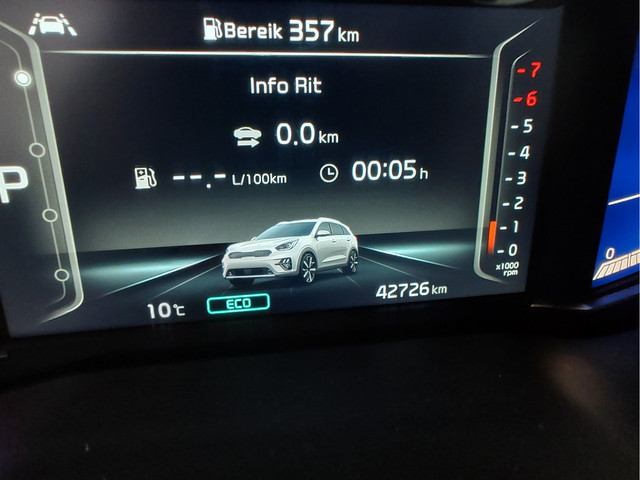 Bereik 357 km
Info Rit
0.0 km
--.- L/100km 00:05 h
P
7
6
5
4
3
2
1
0
x1000
rpm
10°C ECO 42726 km
0